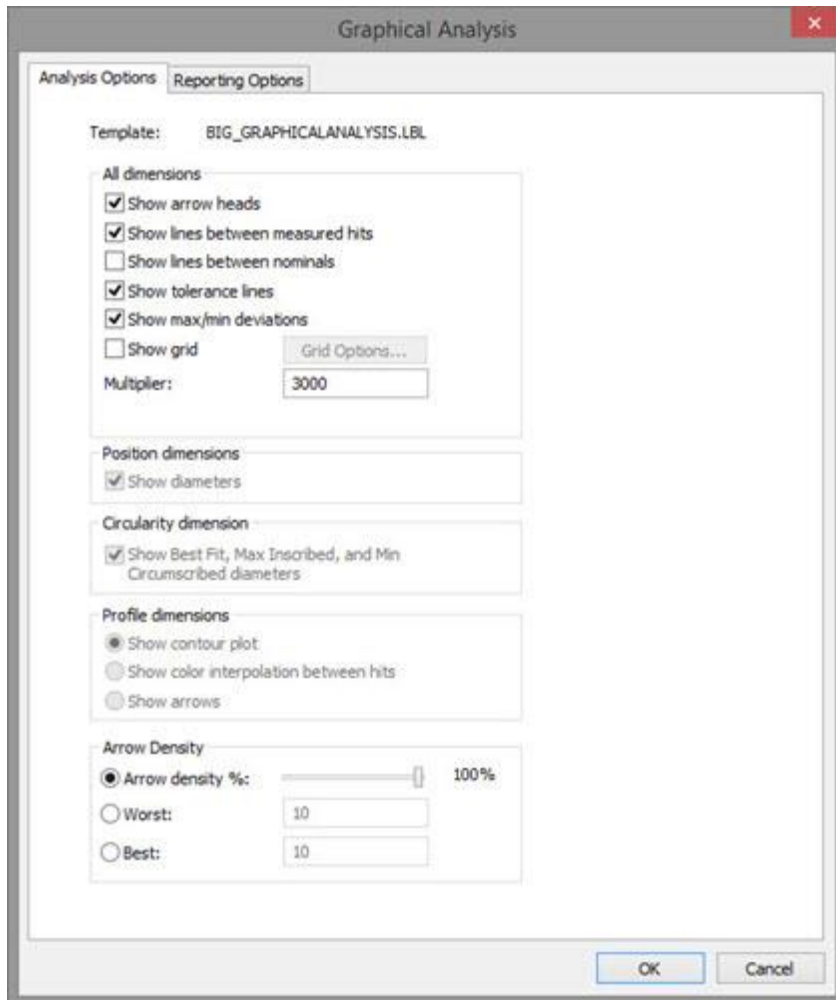 Graphical Analysis
Analysis Options Reporting Options
Template: BIG_GRAPHICALANALYSIS.LBL
All dimensions
Show arrow heads
Show lines between measured hits
Show lines between nominals
Show tolerance lines
Show max/min deviations
Show grid Grid Options...
Multiplier: 3000
Position dimensions
Show diameters
Circularity dimension
Show Best Fit, Max Inscribed, and Min
Circumscribed diameters
Profile dimensions
Show contour plot
Show color interpolation between hits
Show arrows
Arrow Density
Arrow density %: 100%
Worst: 10
Best: 10
OK Cancel